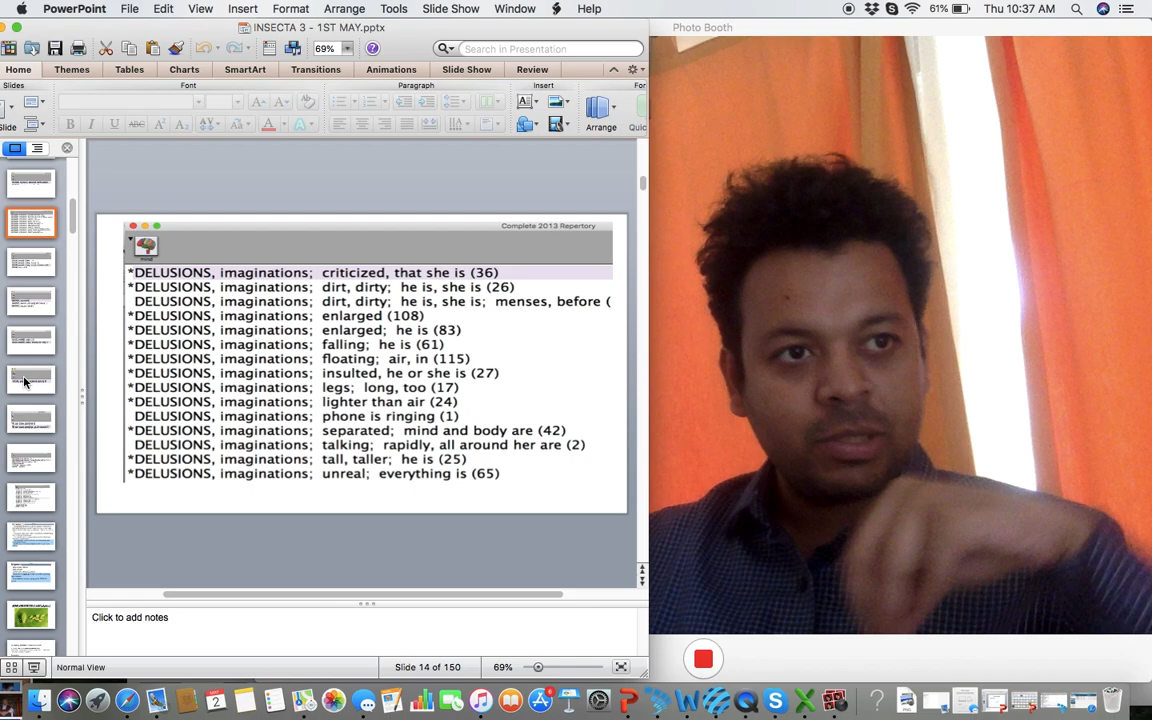 PowerPoint File Edit View Insert Format Arrange Tools Slide Show Window Help 61% Thu 10:37 AM
INSECTA 3 - 1ST MAY.pptx
Photo Booth
69% Search in Presentation
Home Themes Tables Charts SmartArt Transitions Animations Slide Show Review
Slides Font Paragraph Insert
B I U ABC A² A₂ Aa A A
Arrange
Complete 2013 Repertory
mind
*DELUSIONS, imaginations; criticized, that she is (36)
*DELUSIONS, imaginations; dirt, dirty; he is, she is (26)
DELUSIONS, imaginations; dirt, dirty; he is, she is; menses, before (
*DELUSIONS, imaginations; enlarged (108)
*DELUSIONS, imaginations; enlarged; he is (83)
*DELUSIONS, imaginations; falling; he is (61)
*DELUSIONS, imaginations; floating; air, in (115)
*DELUSIONS, imaginations; insulted, he or she is (27)
*DELUSIONS, imaginations; legs; long, too (17)
*DELUSIONS, imaginations; lighter than air (24)
DELUSIONS, imaginations; phone is ringing (1)
*DELUSIONS, imaginations; separated; mind and body are (42)
DELUSIONS, imaginations; talking; rapidly, all around her are (2)
*DELUSIONS, imaginations; tall, taller; he is (25)
*DELUSIONS, imaginations; unreal; everything is (65)
Click to add notes
Normal View Slide 14 of 150 69%